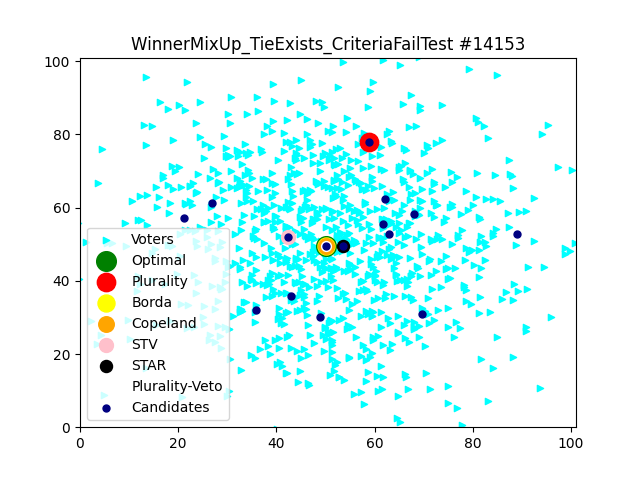 WinnerMixUp_TieExists_CriteriaFailTest #14153
100
80
60
40
20
0
Voters
Optimal
Plurality
Borda
Copeland
STV
STAR
Plurality-Veto
Candidates
0 20 40 60 80 100